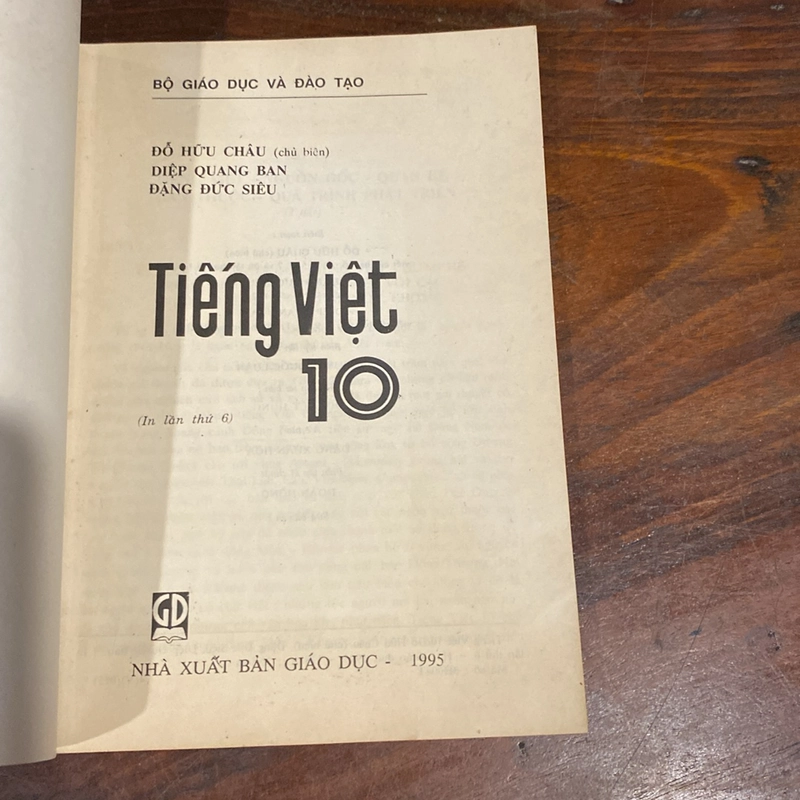 BỘ GIÁO DỤC VÀ ĐÀO TẠO
ĐỖ HỮU CHÂU (chủ biên)
DIỆP QUANG BAN
ĐẶNG ĐỨC SIÊU
Tiếng Việt
10
(In lần thứ 6)
GD
NHÀ XUẤT BẢN GIÁO DỤC - 1995